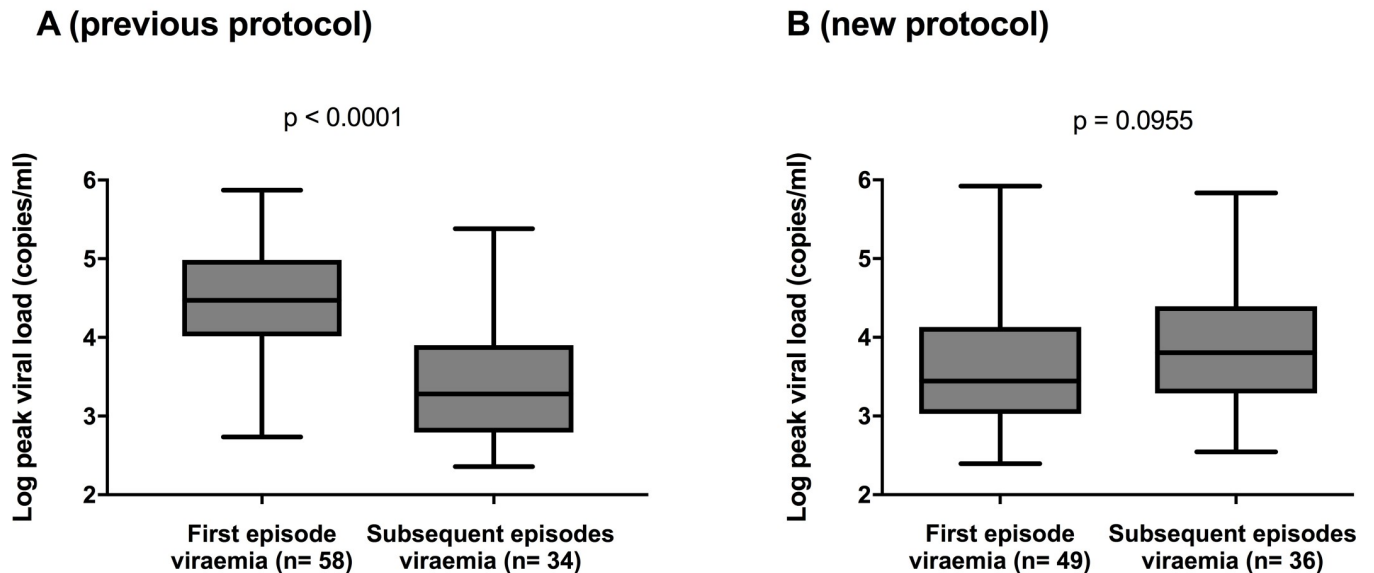 A (previous protocol)
p < 0.0001
Log peak viral load (copies/ml)
6
5
4
3
2
First episode
viraemia (n= 58)
Subsequent episodes
viraemia (n= 34)
B (new protocol)
p = 0.0955
Log peak viral load (copies/ml)
6
5
4
3
2
First episode
viraemia (n= 49)
Subsequent episodes
viraemia (n= 36)